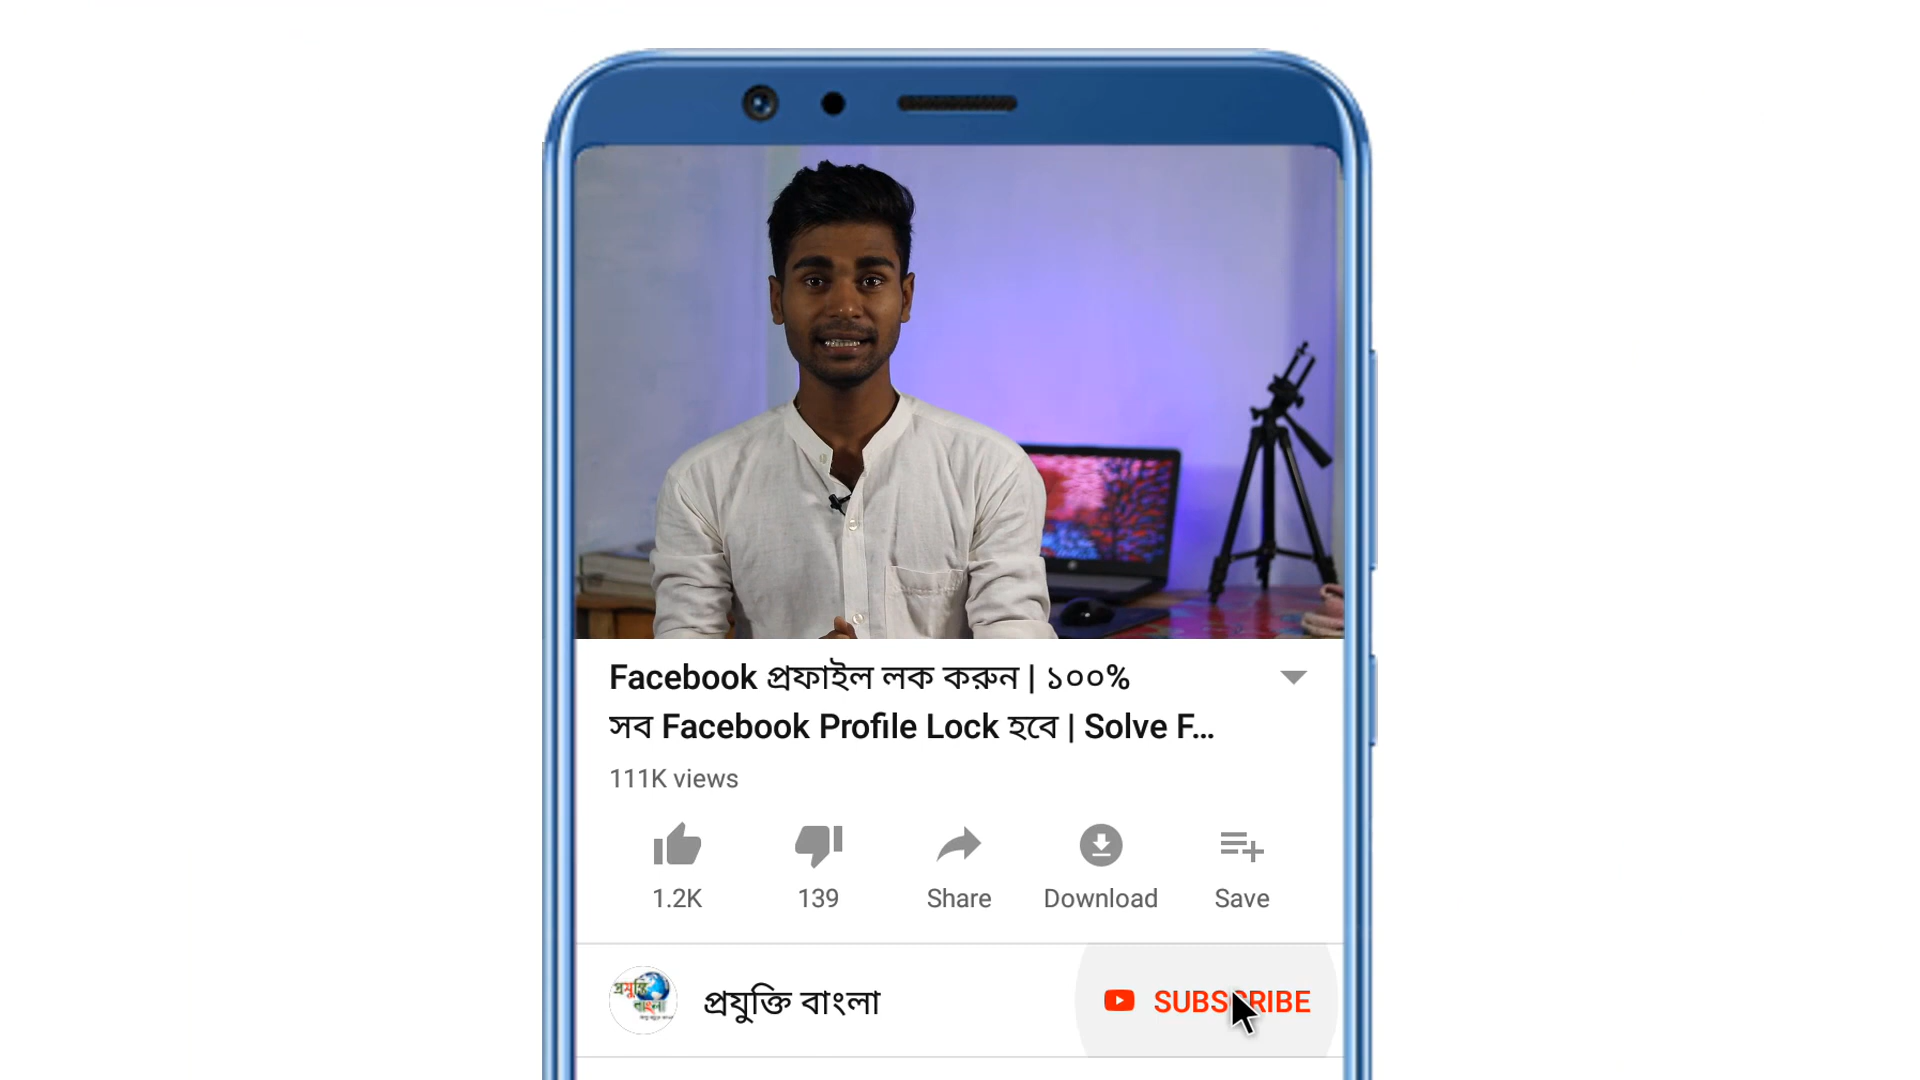 Facebook প্রফাইল লক করুন | ১০০%
সব Facebook Profile Lock হবে | Solve F...
111K views
1.2K
139
Share
Download
Save
প্রযুক্তি
বাংলা
প্রযুক্তি বাংলা
SUBSCRIBE